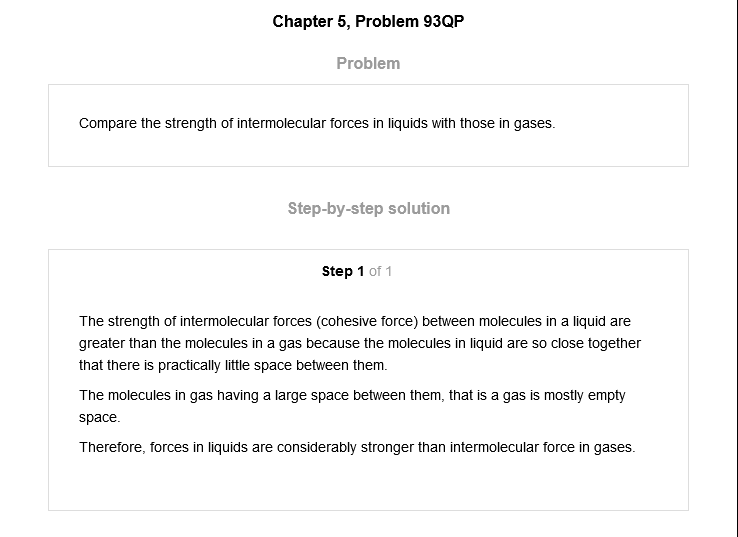 Chapter 5, Problem 93QP
Problem
Compare the strength of intermolecular forces in liquids with those in gases.
Step-by-step solution
Step 1 of 1
The strength of intermolecular forces (cohesive force) between molecules in a liquid are
greater than the molecules in a gas because the molecules in liquid are so close together
that there is practically little space between them.
The molecules in gas having a large space between them, that is a gas is mostly empty
space.
Therefore, forces in liquids are considerably stronger than intermolecular force in gases.